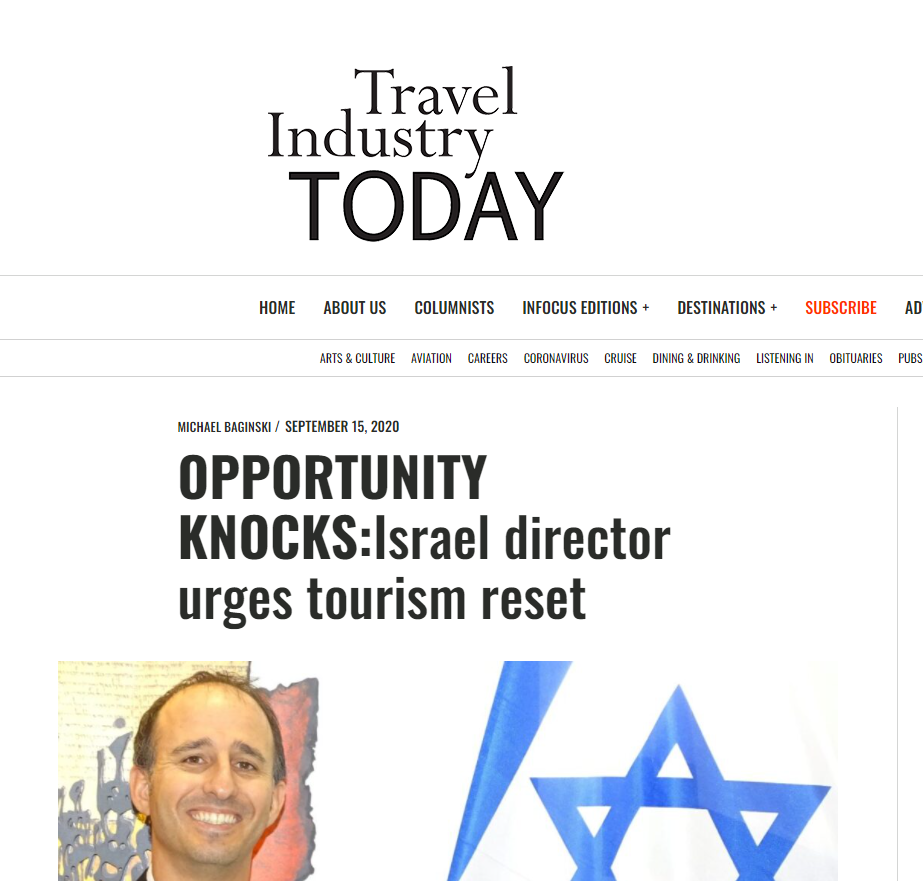 Travel
Industry
TODAY
HOME ABOUT US COLUMNISTS INFOCUS EDITIONS + DESTINATIONS + SUBSCRIBE AD
ARTS & CULTURE AVIATION CAREERS CORONAVIRUS CRUISE DINING & DRINKING LISTENING IN OBITUARIES PUBS
MICHAEL BAGINSKI / SEPTEMBER 15, 2020
OPPORTUNITY
KNOCKS:Israel director
urges tourism reset